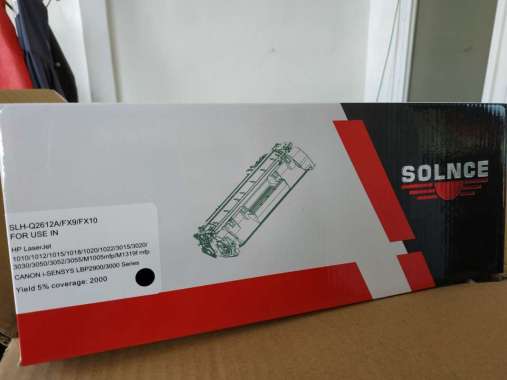 SOLNCE
SLH-Q2612A/FX9/FX10
FOR USE IN
HP LaserJet
1010/1012/1015/1018/1020/1022/3015/3020/
3030/3050/3052/3055/M1005mfp/M1319f mfp
CANON i-SENSYS LBP2900/3000 Series
Yield 5% coverage: 2000